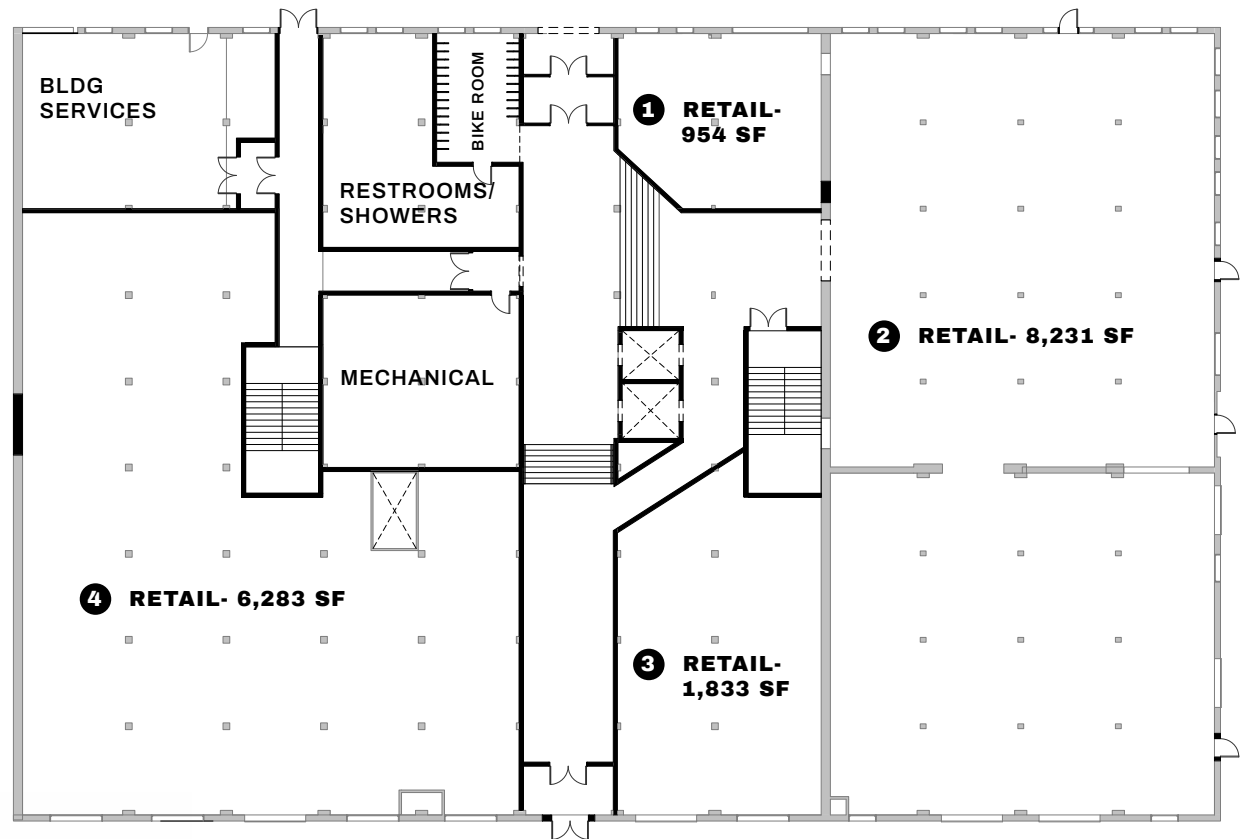 BLDG
SERVICES
BIKE ROOM
1 RETAIL-
954 SF
RESTROOMS/
SHOWERS
2 RETAIL- 8,231 SF
MECHANICAL
4 RETAIL- 6,283 SF
3 RETAIL-
1,833 SF